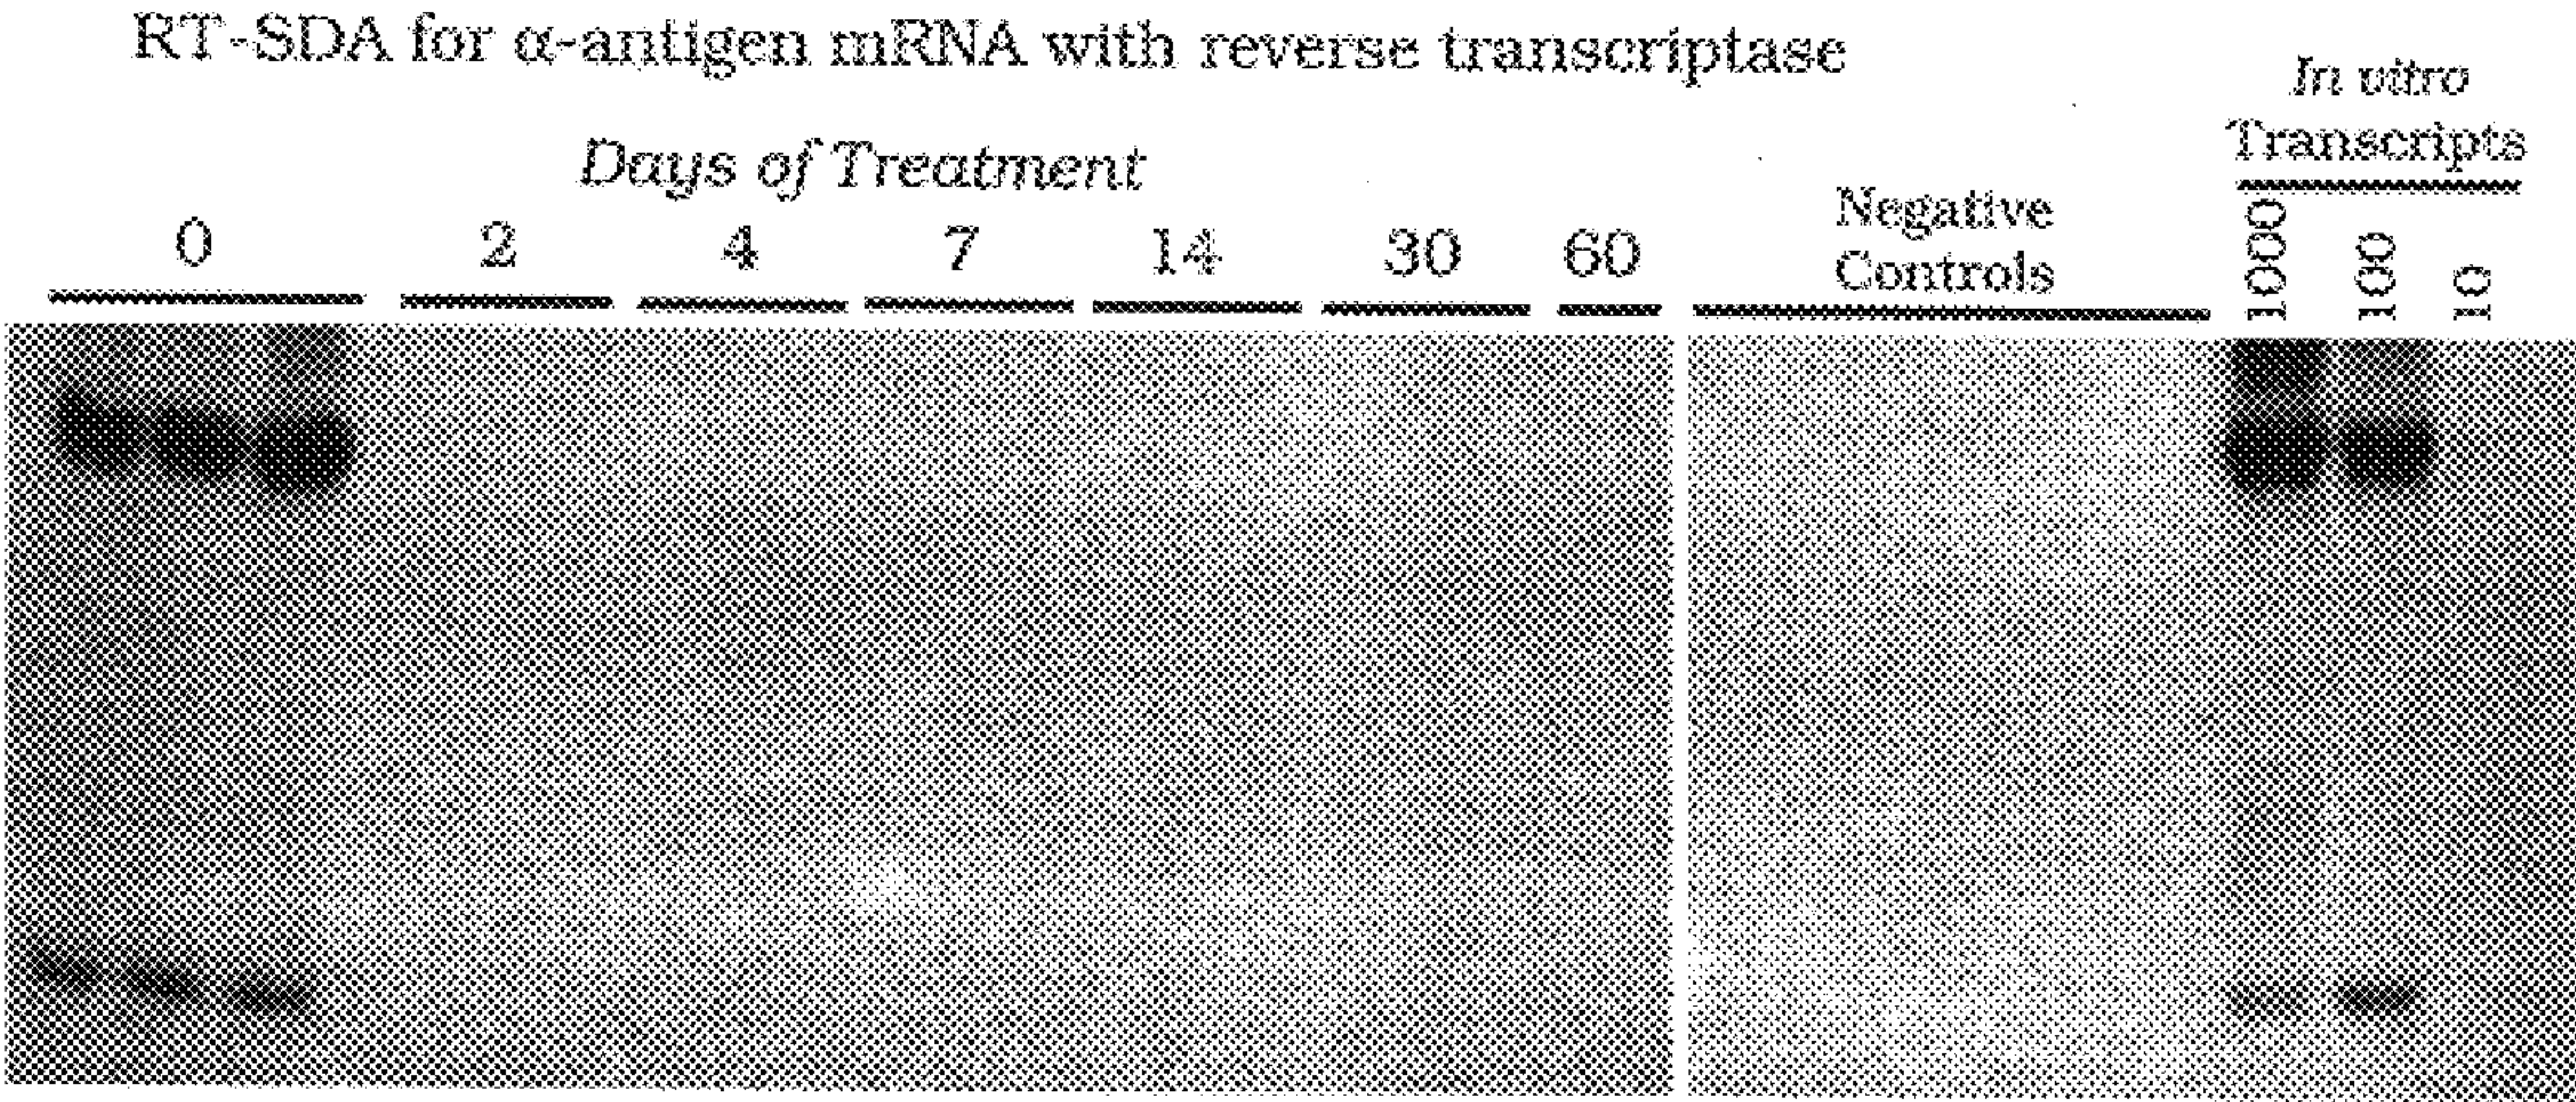 RT-SDA for α-antigen mRNA with reverse transcriptase
In vitro
Transcripts
Days of Treatment
Negative
Controls
0 2 4 7 14 30 60
1000 100 10